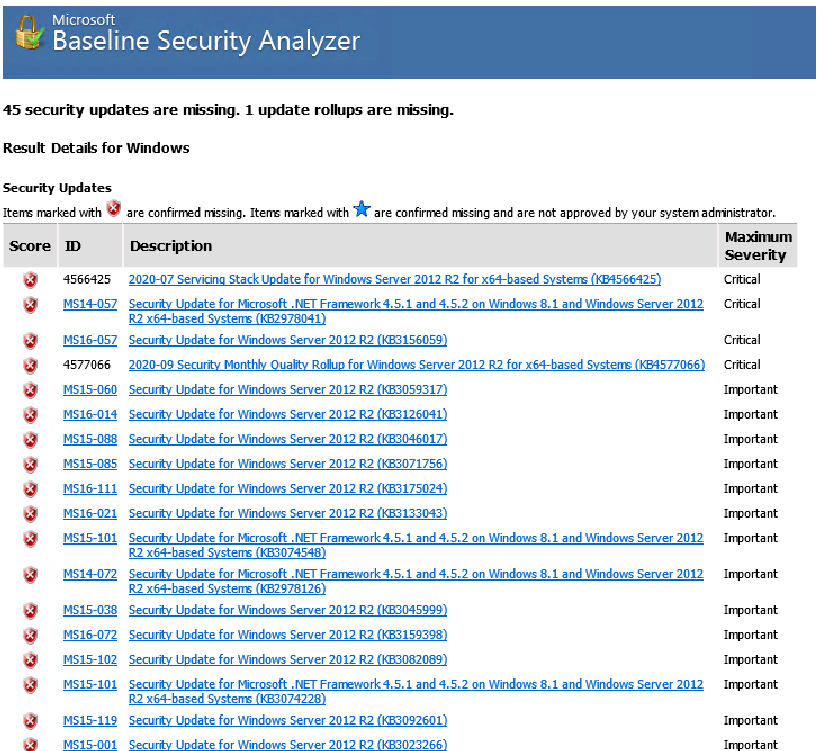 Microsoft
Baseline Security Analyzer
45 security updates are missing. 1 update rollups are missing.
Result Details for Windows
Security Updates
Items marked with are confirmed missing. Items marked with are confirmed missing and are not approved by your system administrator.
Score ID Description Maximum Severity
4566425 2020-07 Servicing Stack Update for Windows Server 2012 R2 for x64-based Systems (KB4566425) Critical
MS14-057 Security Update for Microsoft .NET Framework 4.5.1 and 4.5.2 on Windows 8.1 and Windows Server 2012 Critical
R2 x64-based Systems (KB2978041)
MS16-057 Security Update for Windows Server 2012 R2 (KB3156059) Critical
4577066 2020-09 Security Monthly Quality Rollup for Windows Server 2012 R2 for x64-based Systems (KB4577066) Critical
MS15-060 Security Update for Windows Server 2012 R2 (KB3059317) Important
MS16-014 Security Update for Windows Server 2012 R2 (KB3126041) Important
MS15-088 Security Update for Windows Server 2012 R2 (KB3046017) Important
MS15-085 Security Update for Windows Server 2012 R2 (KB3071756) Important
MS16-111 Security Update for Windows Server 2012 R2 (KB3175024) Important
MS16-021 Security Update for Windows Server 2012 R2 (KB3133043) Important
MS15-101 Security Update for Microsoft .NET Framework 4.5.1 and 4.5.2 on Windows 8.1 and Windows Server 2012 Important
R2 x64-based Systems (KB3074548)
MS14-072 Security Update for Microsoft .NET Framework 4.5.1 and 4.5.2 on Windows 8.1 and Windows Server 2012 Important
R2 x64-based Systems (KB2978126)
MS15-038 Security Update for Windows Server 2012 R2 (KB3045999) Important
MS16-072 Security Update for Windows Server 2012 R2 (KB3159398) Important
MS15-102 Security Update for Windows Server 2012 R2 (KB3082089) Important
MS15-101 Security Update for Microsoft .NET Framework 4.5.1 and 4.5.2 on Windows 8.1 and Windows Server 2012 Important
R2 x64-based Systems (KB3074228)
MS15-119 Security Update for Windows Server 2012 R2 (KB3092601) Important
MS15-001 Security Update for Windows Server 2012 R2 (KB3023266) Important